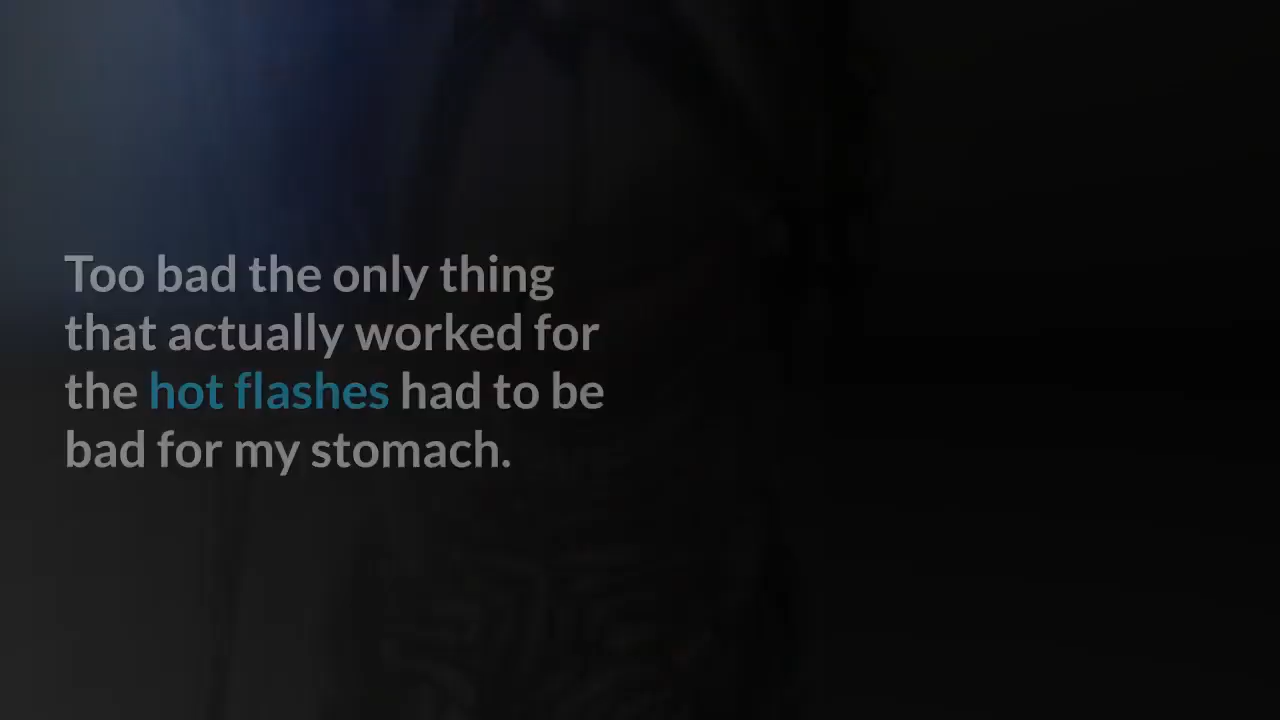 Too bad the only thing
that actually worked for
the hot flashes had to be
bad for my stomach.